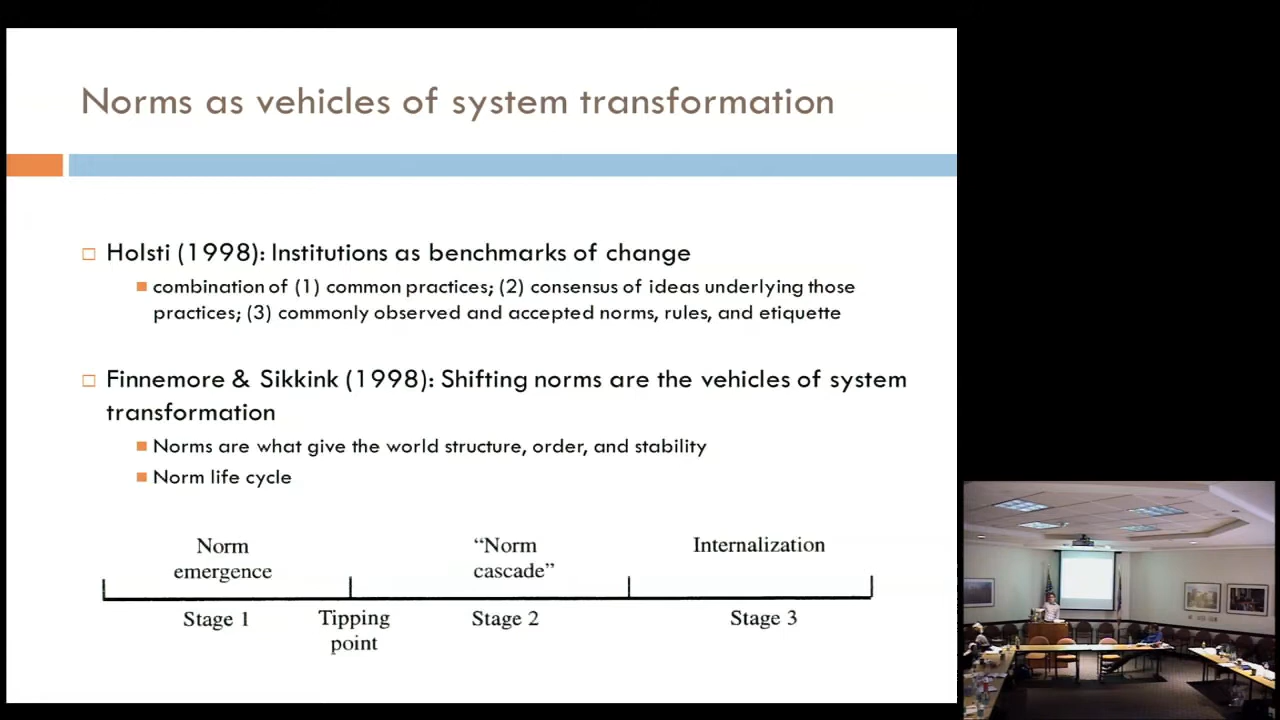 Norms as vehicles of system transformation
Holsti (1998): Institutions as benchmarks of change
combination of (1) common practices; (2) consensus of ideas underlying those
practices; (3) commonly observed and accepted norms, rules, and etiquette
Finnemore & Sikkink (1998): Shifting norms are the vehicles of system
transformation
Norms are what give the world structure, order, and stability
Norm life cycle
Norm
emergence
“Norm
cascade”
Internalization
Stage 1
Tipping
point
Stage 2
Stage 3